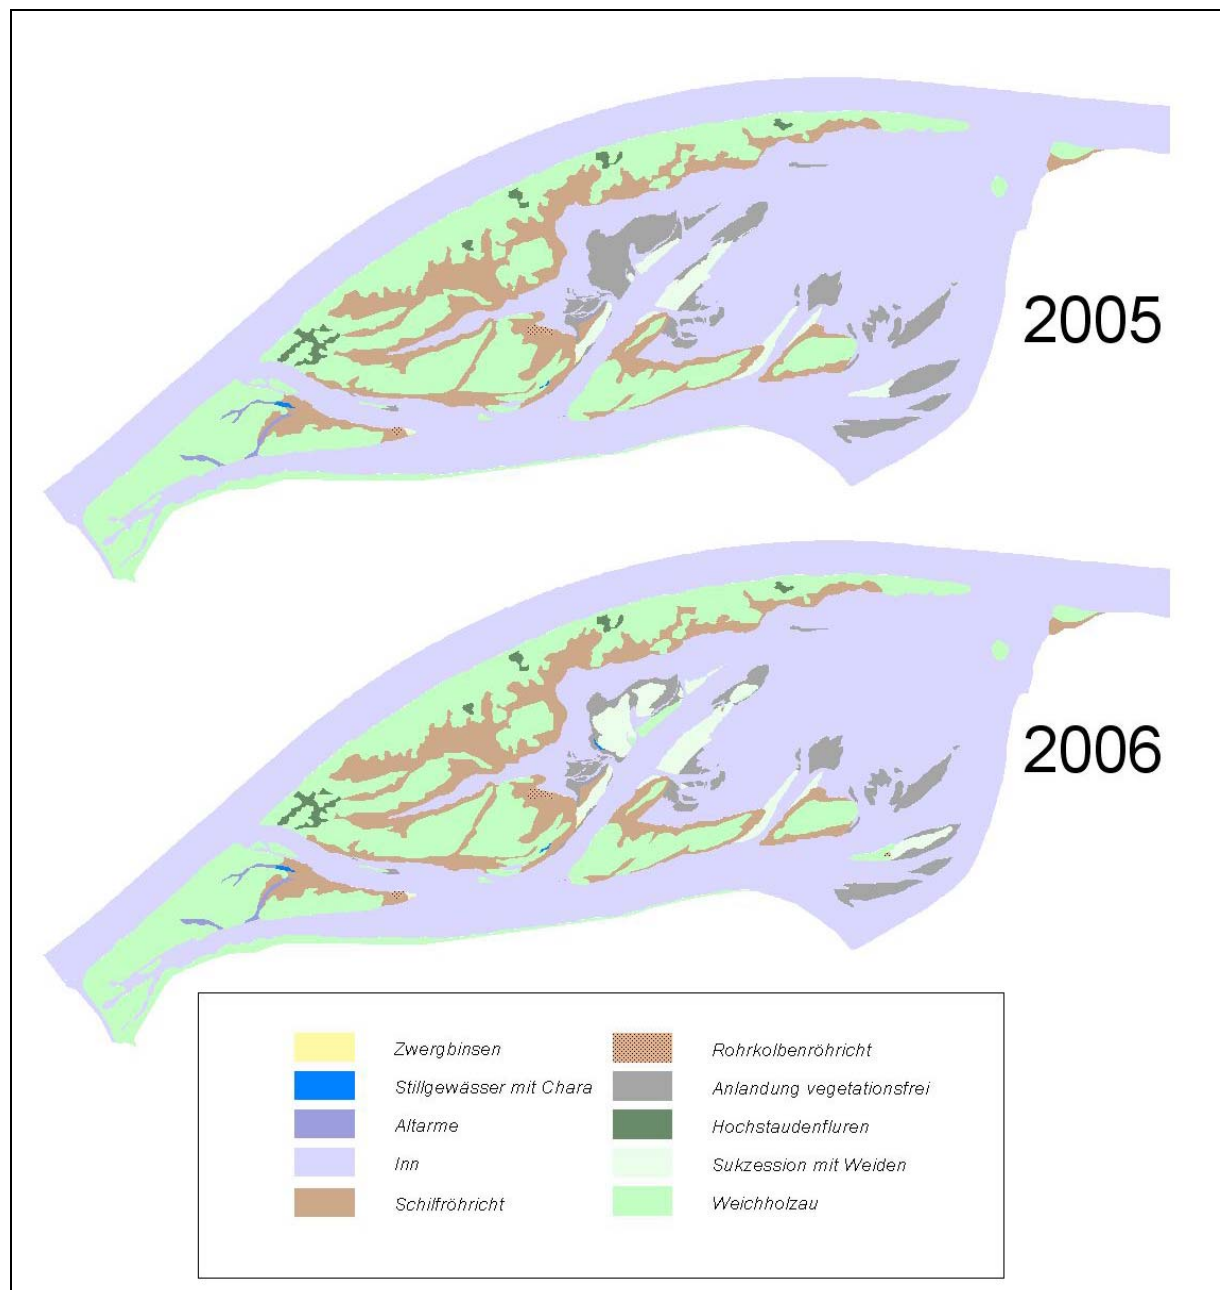 2005
2006
Zwergbinsen
Stillgewässer mit Chara
Altarme
Inn
Schilfröhricht
Rohrkolbenröhricht
Anlandung vegetationsfrei
Hochstaudenfluren
Sukzession mit Weiden
Weichholzau